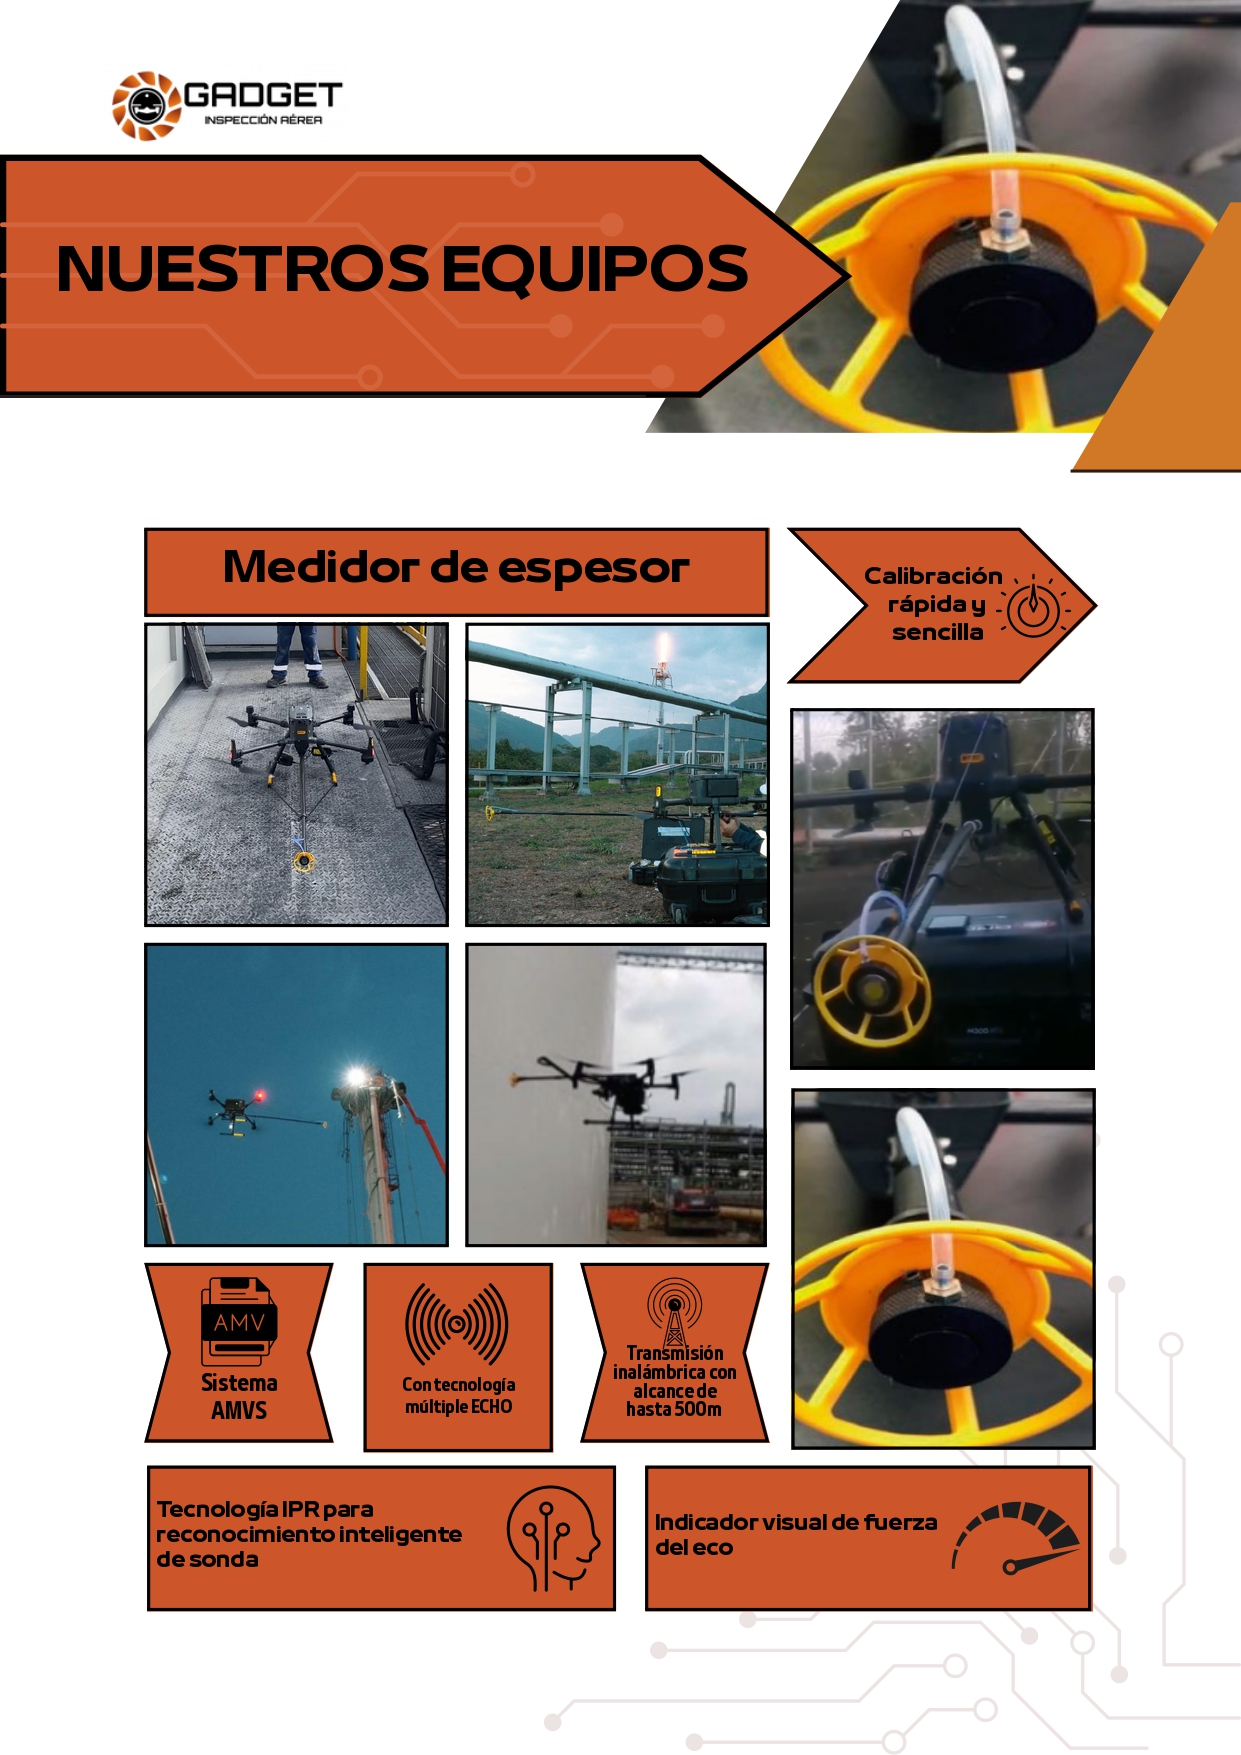 GADGET
INSPECCIÓN AÉREA
NUESTROS EQUIPOS
Medidor de espesor
Calibración
rápida y
sencilla
M300
AMV
Sistema
AMVS
Con tecnología
múltiple ECHO
Transmisión
inalámbrica con
alcance de
hasta 500m
Tecnología IPR para
reconocimiento inteligente
de sonda
Indicador visual de fuerza
del eco